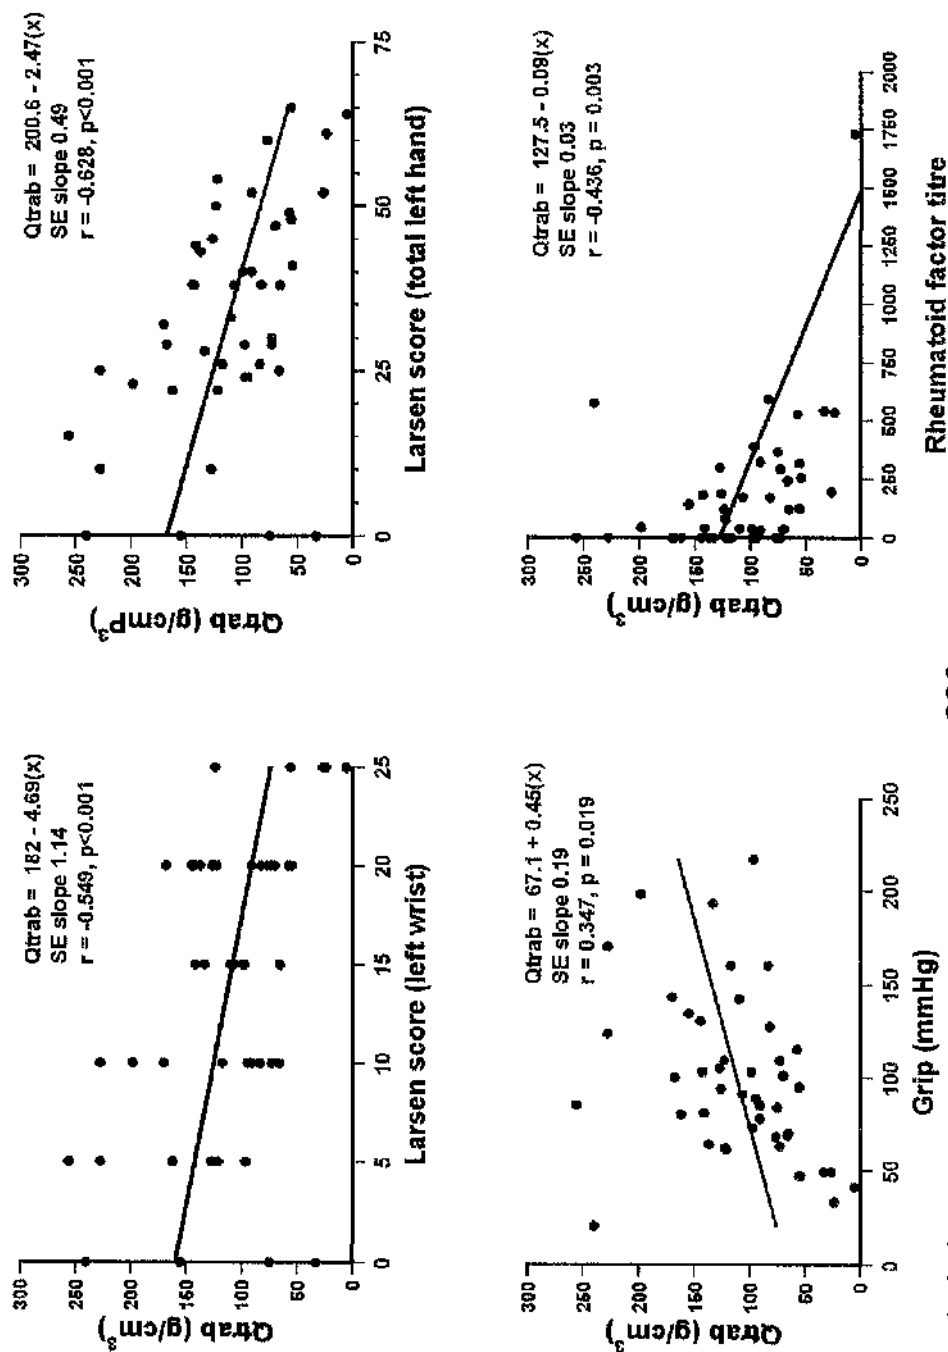 Qtrab = 182 - 4.69(x)
SE slope 1.14
r = -0.549, p<0.001
300
250
200
150
100
50
0
Qtrab (g/cm3)
0
5
10
15
20
25
Larsen score (left wrist)
Qtrab = 200.6 - 2.47(x)
SE slope 0.49
r = -0.628, p<0.001
300
250
200
150
100
50
0
Qtrab (g/cmP3)
0
25
50
75
Larsen score (total left hand)
Qtrab = 67.1 + 0.45(x)
SE slope 0.19
r = 0.347, p = 0.019
300
250
200
150
100
50
0
Qtrab (g/cm3)
0
50
100
150
200
250
Grip (mmHg)
Qtrab = 127.5 - 0.09(x)
SE slope 0.03
r = -0.436, p = 0.003
300
250
200
150
100
50
0
Qtrab (g/cm3)
0
250
500
750
1000
1250
1500
1750
2000
Rheumatoid factor titre